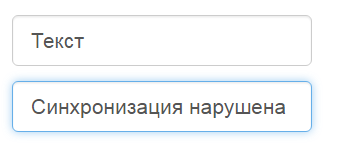 Текст
Синхронизация нарушена